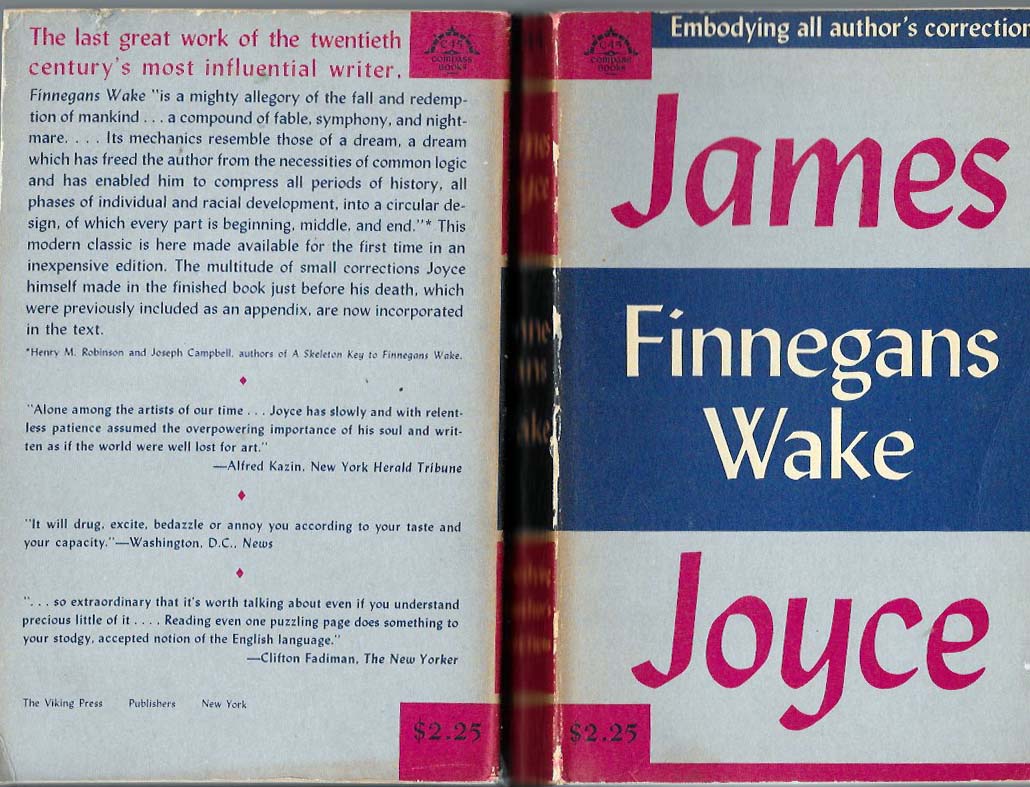 The last great work of the twentieth
century's most influential writer.
Finnegans Wake "is a mighty allegory of the fall and redemp-
tion of mankind . . . a compound of fable, symphony, and night-
mare. . . . Its mechanics resemble those of a dream, a dream
which has freed the author from the necessities of common logic
and has enabled him to compress all periods of history, all
phases of individual and racial development, into a circular de-
sign, of which every part is beginning, middle, and end."* This
modern classic is here made available for the first time in an
inexpensive edition. The multitude of small corrections Joyce
himself made in the finished book just before his death, which
were previously included as an appendix, are now incorporated
in the text.
*Henry M. Robinson and Joseph Campbell, authors of A Skeleton Key to Finnegans Wake.
"Alone among the artists of our time . . . Joyce has slowly and with relent-
less patience assumed the overpowering importance of his soul and writ-
ten as if the world were well lost for art."
—Alfred Kazin, New York Herald Tribune
"It will drug, excite, bedazzle or annoy you according to your taste and
your capacity."—Washington, D.C., News
". . . so extraordinary that it's worth talking about even if you understand
precious little of it . . . . Reading even one puzzling page does something to
your stodgy, accepted notion of the English language."
—Clifton Fadiman, The New Yorker
The Viking Press Publishers New York
$2.25
C45
compass
books
C45
compass
books
Embodying all author's correction
James
Finnegans
Wake
Joyce
$2.25